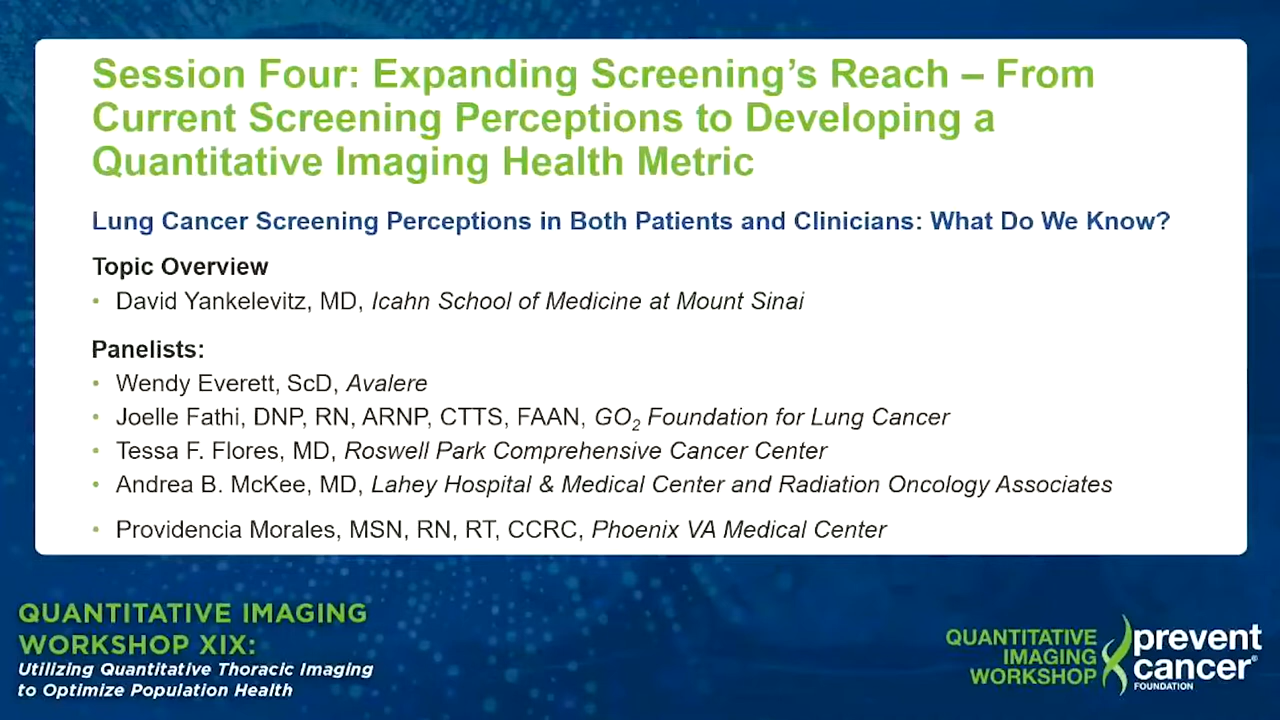 Session Four: Expanding Screening’s Reach – From
Current Screening Perceptions to Developing a
Quantitative Imaging Health Metric
Lung Cancer Screening Perceptions in Both Patients and Clinicians: What Do We Know?
Topic Overview
• David Yankelevitz, MD, Icahn School of Medicine at Mount Sinai
Panelists:
• Wendy Everett, ScD, Avalere
• Joelle Fathi, DNP, RN, ARNP, CTTS, FAAN, GO₂ Foundation for Lung Cancer
• Tessa F. Flores, MD, Roswell Park Comprehensive Cancer Center
• Andrea B. McKee, MD, Lahey Hospital & Medical Center and Radiation Oncology Associates
• Providencia Morales, MSN, RN, RT, CCRC, Phoenix VA Medical Center
QUANTITATIVE IMAGING
WORKSHOP XIX:
Utilizing Quantitative Thoracic Imaging
to Optimize Population Health
QUANTITATIVE
IMAGING
WORKSHOP
prevent
cancer®
FOUNDATION